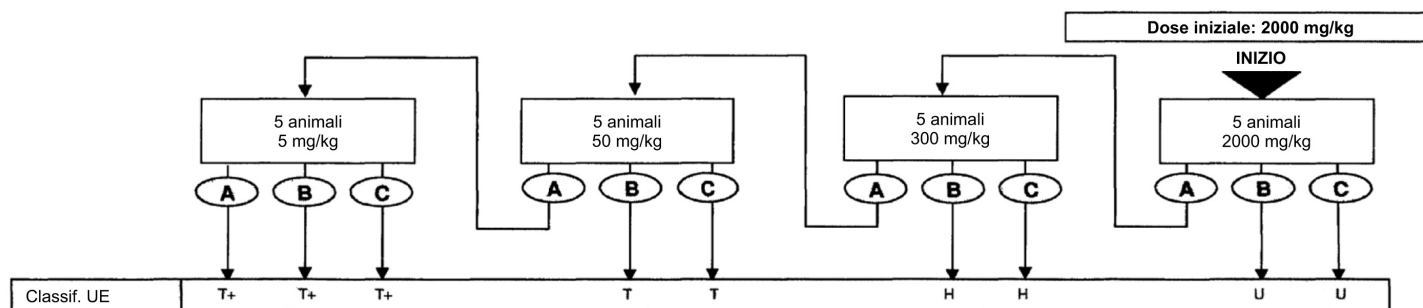 Dose iniziale: 2000 mg/kg
INIZIO
5 animali
5 mg/kg
5 animali
50 mg/kg
5 animali
300 mg/kg
5 animali
2000 mg/kg
A B C A B C A B C A B C
Classif. UE T+ T+ T+ T T H H U U